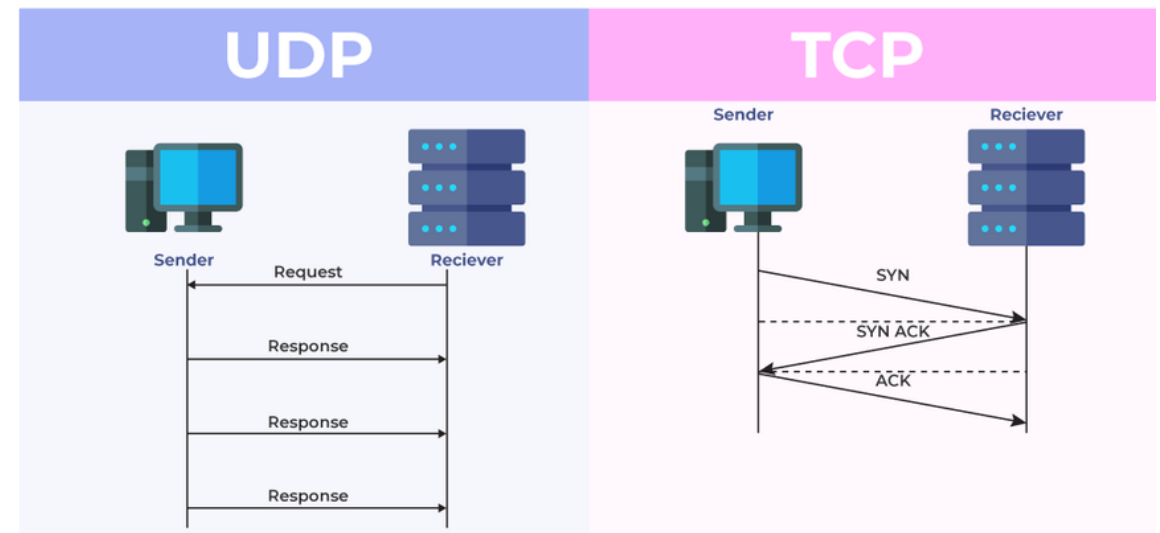 UDP
Sender
Reciever
Request
Response
Response
Response
TCP
Sender
Reciever
SYN
SYN ACK
ACK